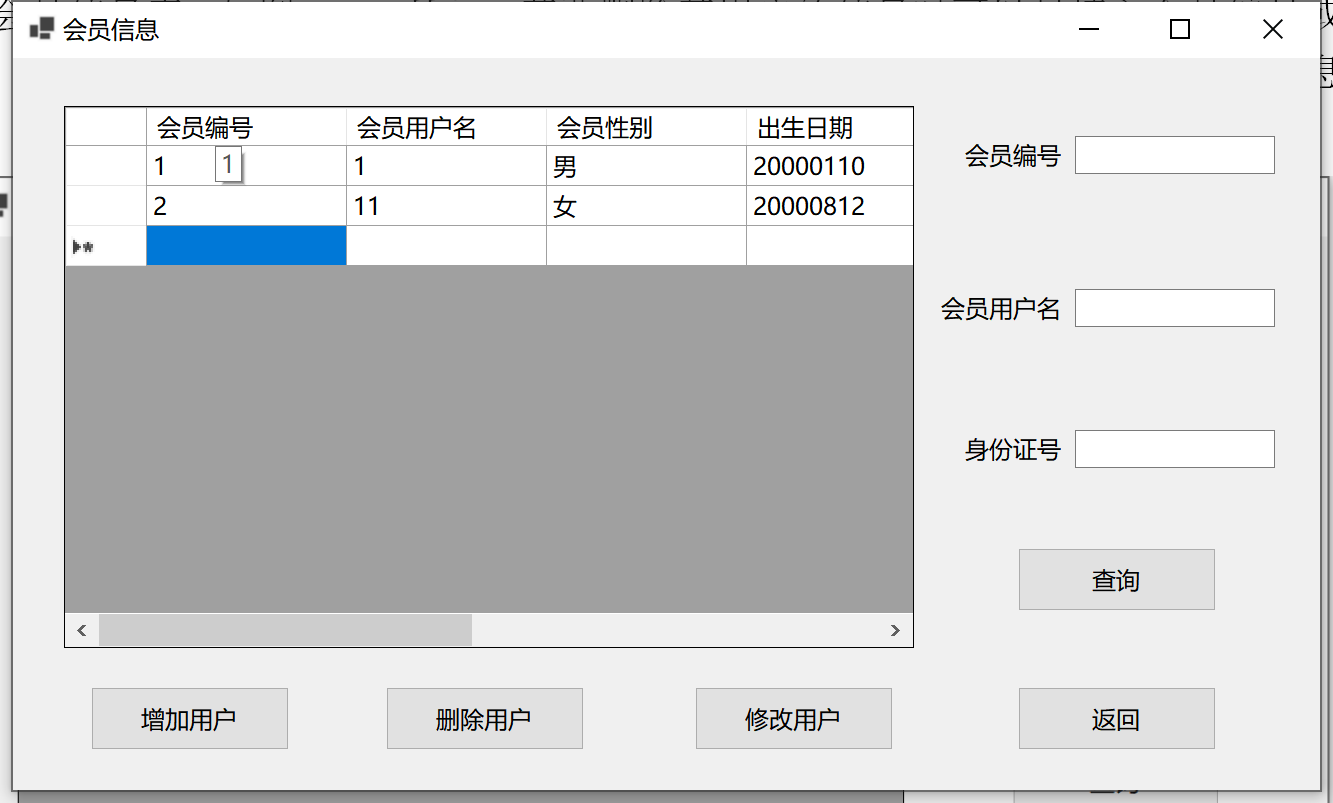 会员信息
会员编号 会员用户名 会员性别 出生日期
1 1 男 20000110
1
2 11 女 20000812
会员编号
会员用户名
身份证号
查询
增加用户 删除用户 修改用户 返回